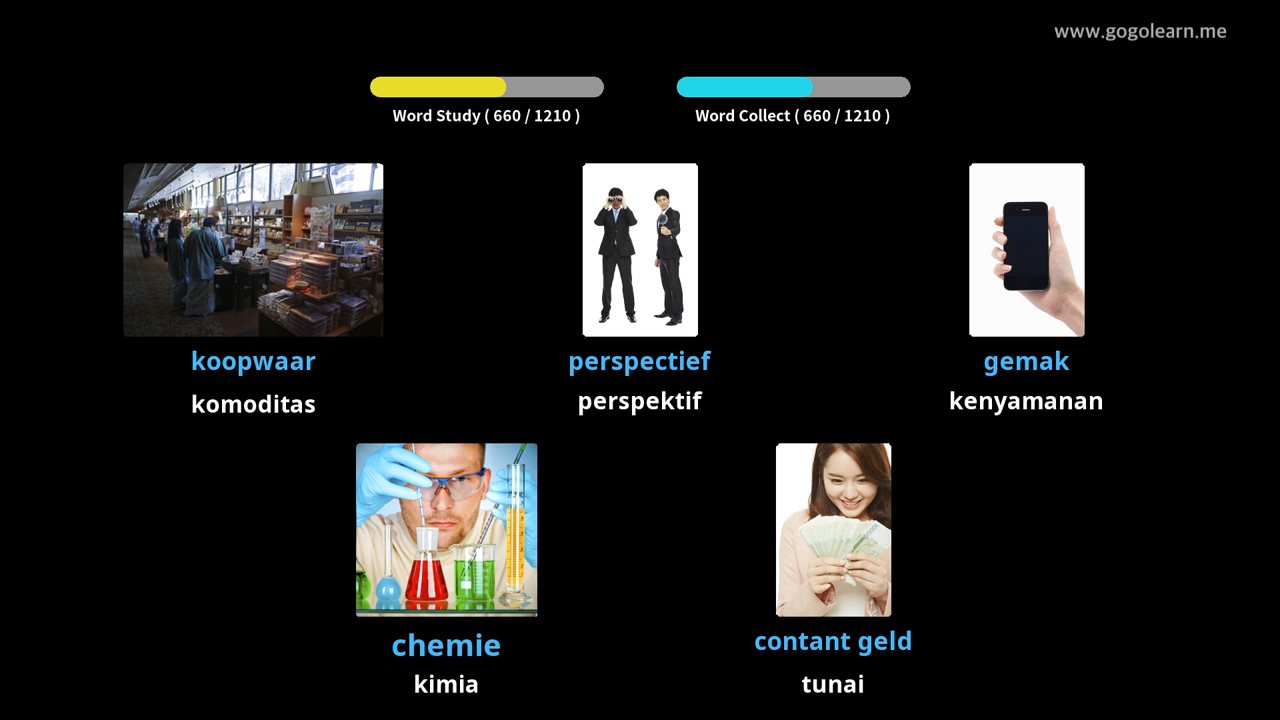 www.gogolearn.me
Word Study ( 660 / 1210 )
Word Collect ( 660 / 1210 )
koopwaar
komoditas
perspectief
perspektif
gemak
kenyamanan
chemie
kimia
contant geld
tunai